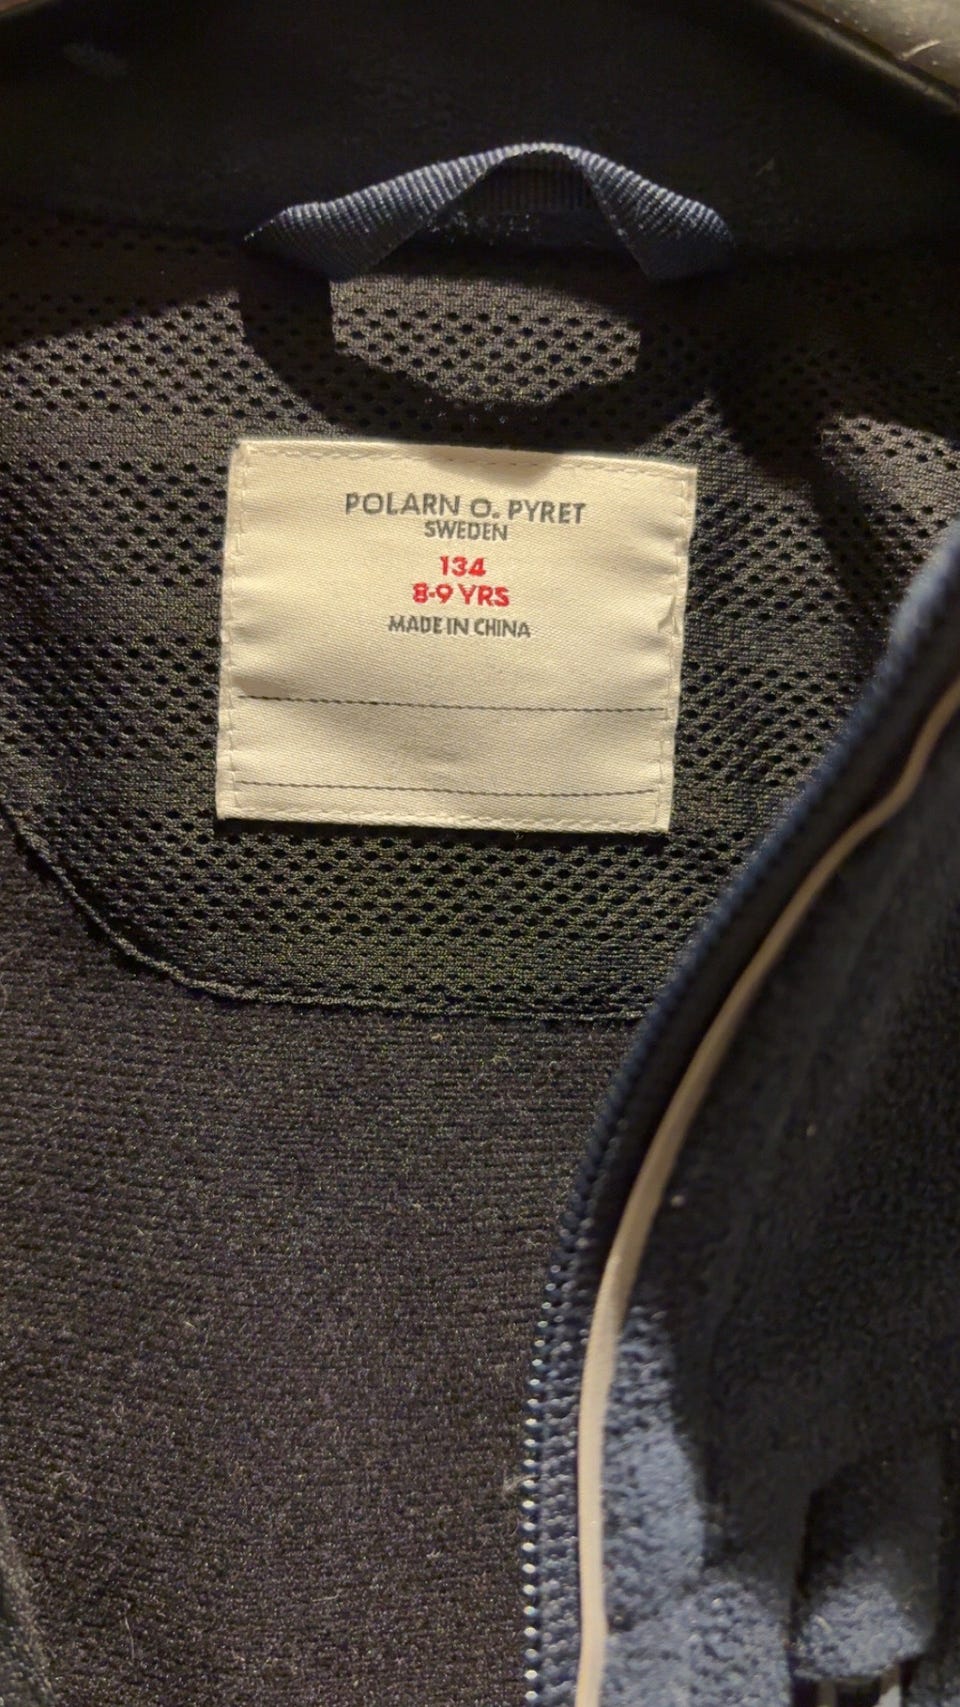 POLARN O. PYRET
SWEDEN
134
8-9 YRS
MADE IN CHINA